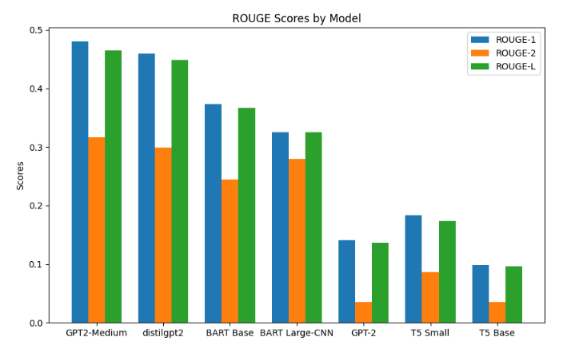 ROUGE Scores by Model
ROUGE-1
ROUGE-2
ROUGE-L
Scores
0.5
0.4
0.3
0.2
0.1
0.0
GPT2-Medium distilgpt2 BART Base BART Large-CNN GPT-2 T5 Small T5 Base